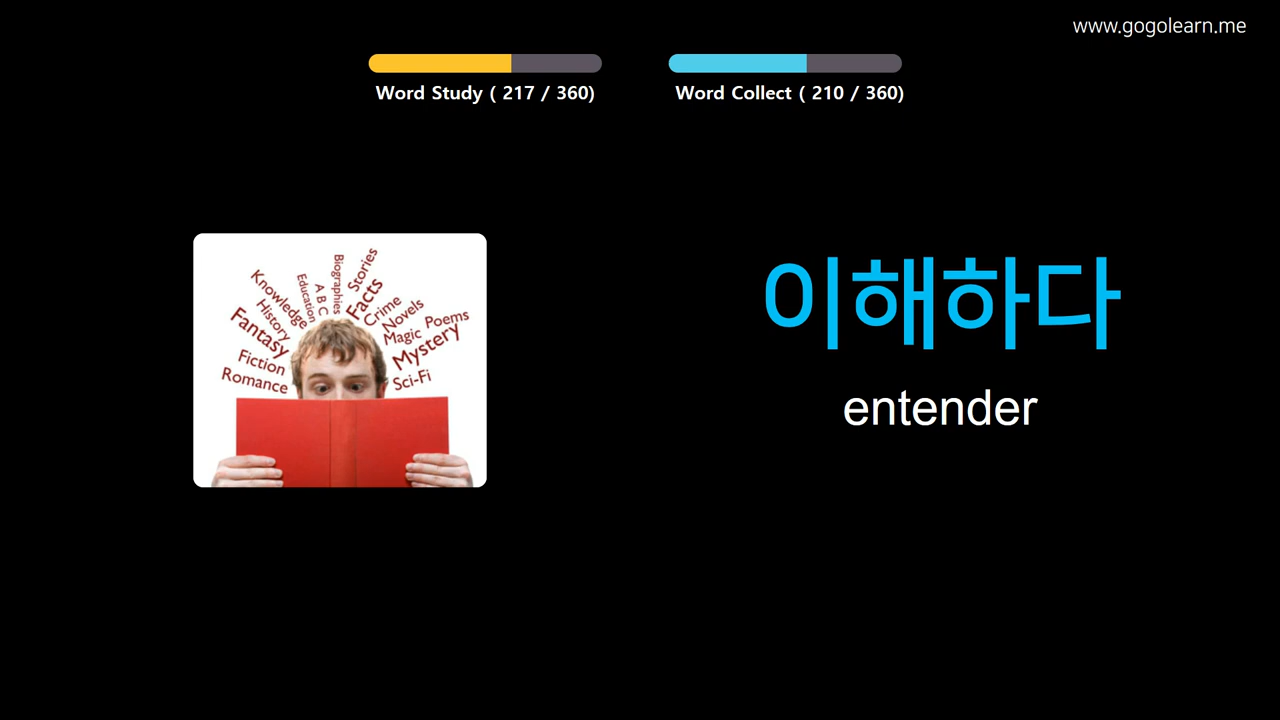 www.gogolearn.me
Word Study ( 217 / 360)
Word Collect ( 210 / 360)
Knowledge
History
Fantasy
Fiction
Romance
Education
A B C
Biographies
Stories
Facts
Crime
Novels
Magic
Poems
Mystery
Sci-Fi
이해하다
entender